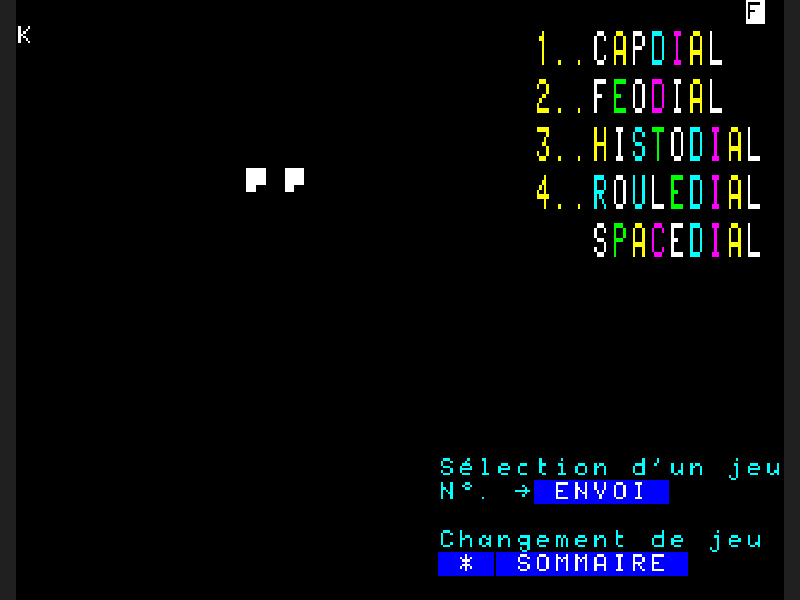 F
K
1..CAPDIAL
2..FEODIAL
3..HISTODIAL
4..ROULEDIAL
SPACEDIAL
Sélection d'un jeu
N°. → ENVOI
Changement de jeu
* SOMMAIRE